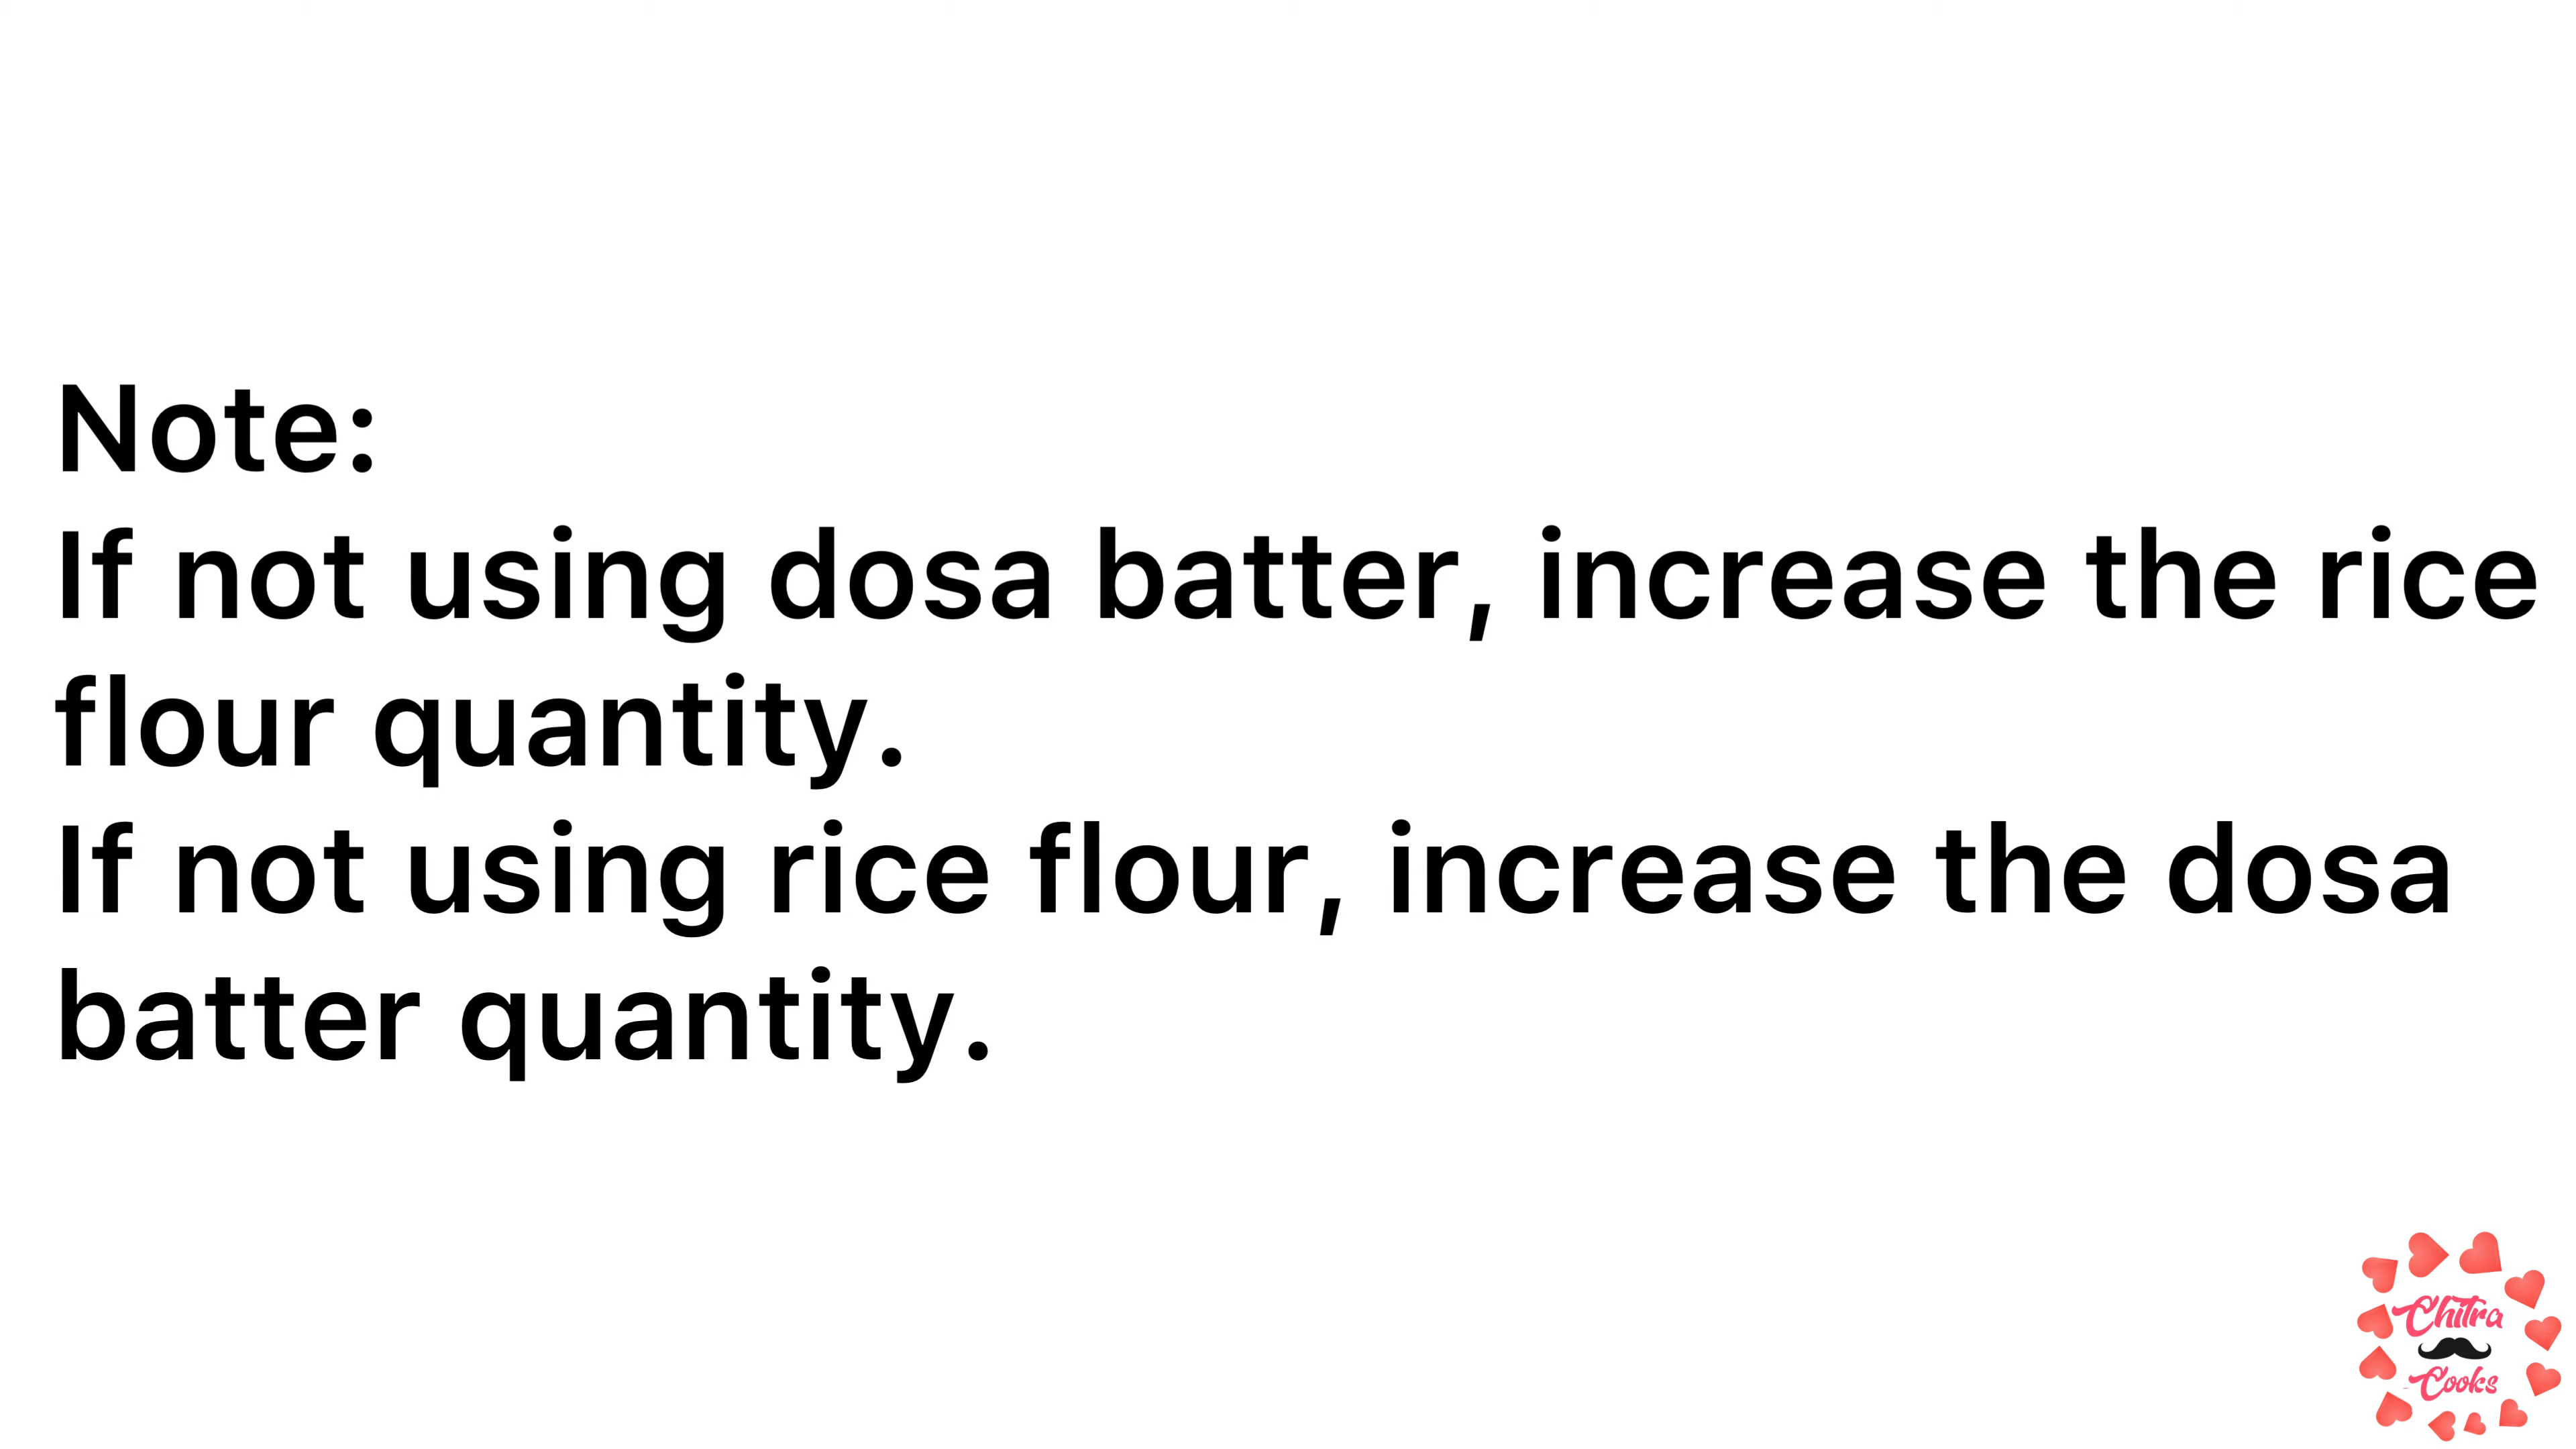 Note:
If not using dosa batter, increase the rice
flour quantity.
If not using rice flour, increase the dosa
batter quantity.
Chitra
Cooks